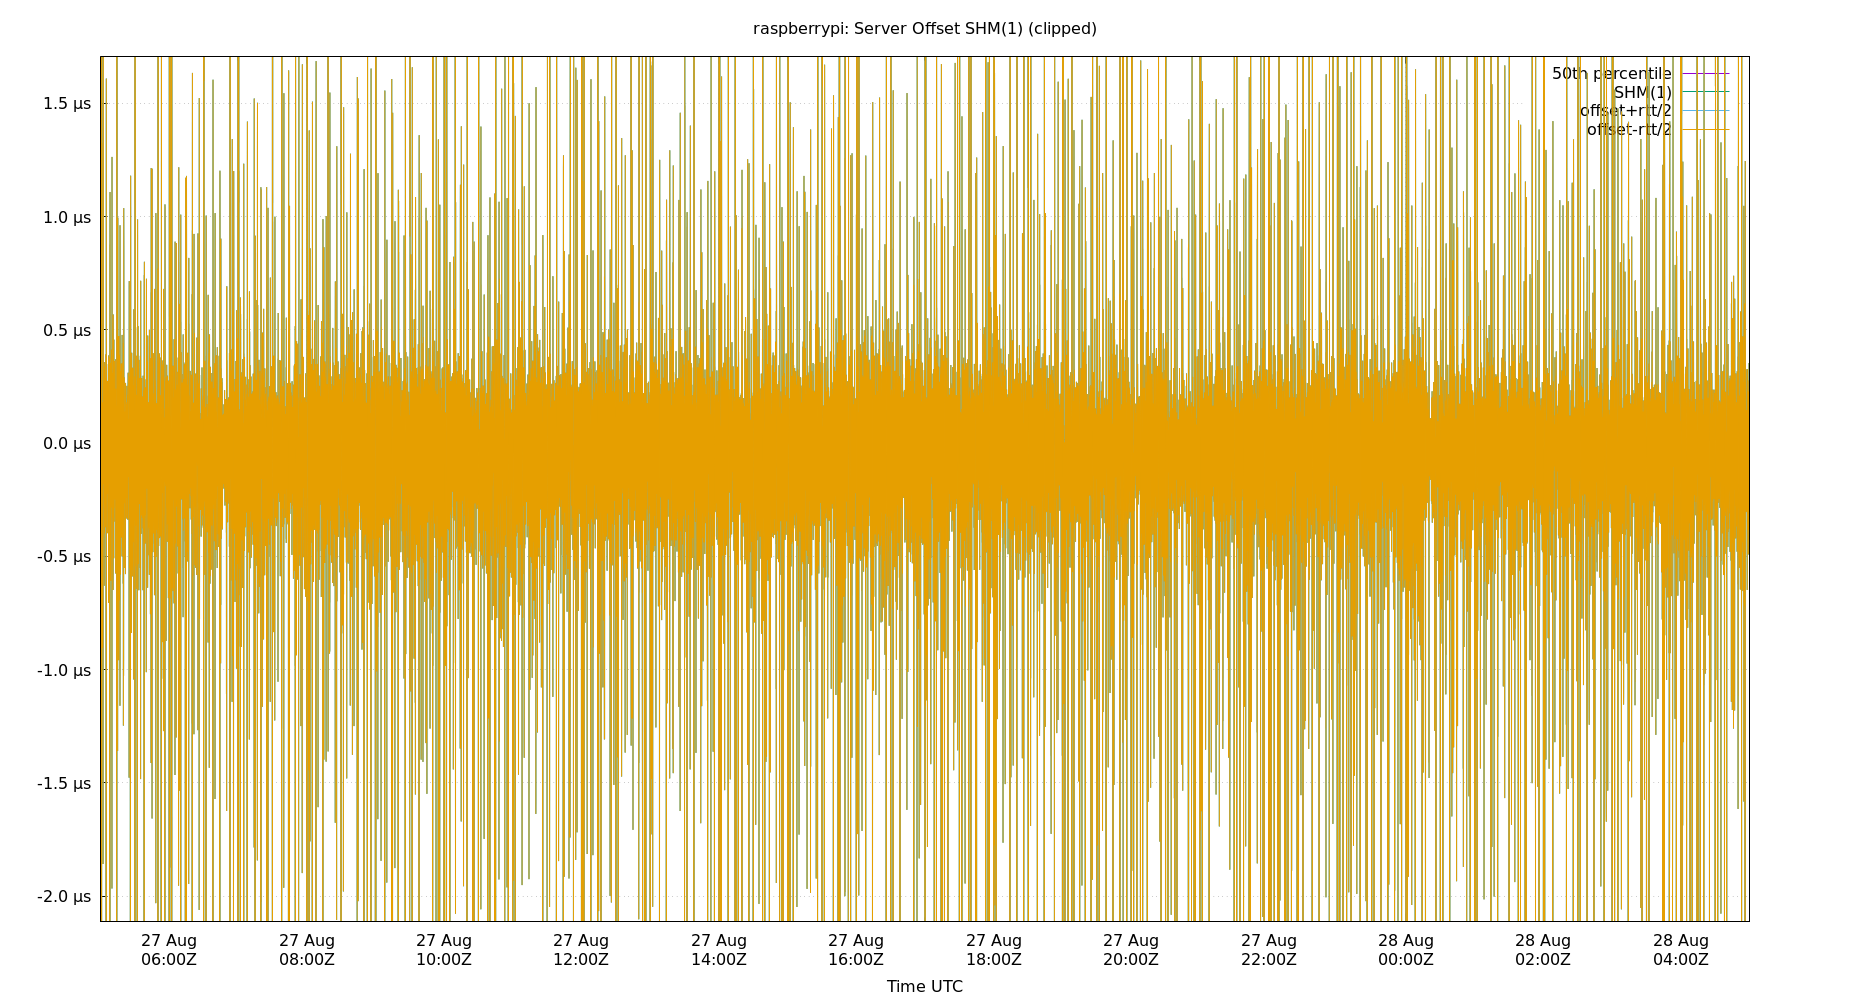 raspberrypi: Server Offset SHM(1) (clipped)
50th percentile
SHM(1)
offset+rtt/2
offset-rtt/2
1.5 µs
1.0 µs
0.5 µs
0.0 µs
-0.5 µs
-1.0 µs
-1.5 µs
-2.0 µs
27 Aug 27 Aug 27 Aug 27 Aug 27 Aug 27 Aug 27 Aug 27 Aug 27 Aug 28 Aug 28 Aug 28 Aug
06:00Z 08:00Z 10:00Z 12:00Z 14:00Z 16:00Z 18:00Z 20:00Z 22:00Z 00:00Z 02:00Z 04:00Z
Time UTC